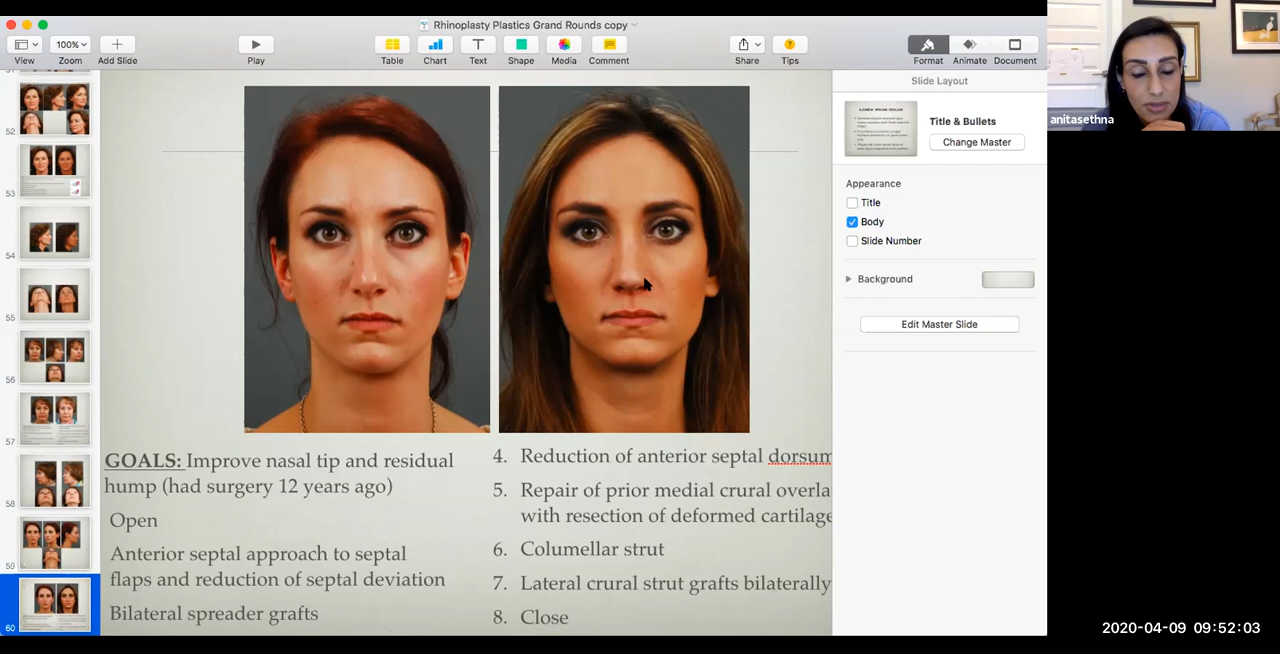 Rhinoplasty Plastics Grand Rounds copy
100%
View Zoom Add Slide Play Table Chart Text Shape Media Comment Share Tips Format Animate Document
Slide Layout
Title & Bullets
Change Master
Appearance
Title
Body
Slide Number
Background
Edit Master Slide
anitasethna
52
53
54
55
56
57
58
59
60
GOALS: Improve nasal tip and residual
hump (had surgery 12 years ago)
Open
Anterior septal approach to septal
flaps and reduction of septal deviation
Bilateral spreader grafts
4. Reduction of anterior septal dorsum
5. Repair of prior medial crural overla
with resection of deformed cartilage
6. Columellar strut
7. Lateral crural strut grafts bilaterally
8. Close
2020-04-09 09:52:03